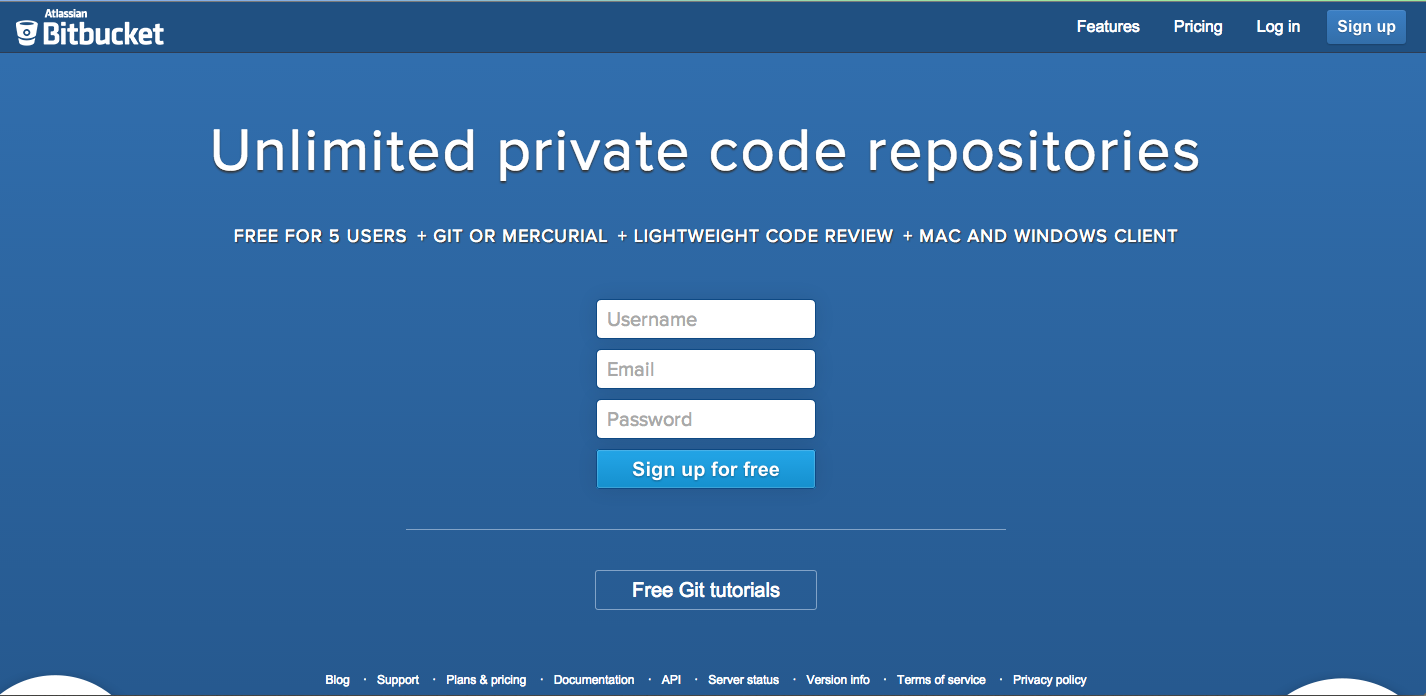 Atlassian
Bitbucket
Features Pricing Log in Sign up
Unlimited private code repositories
FREE FOR 5 USERS + GIT OR MERCURIAL + LIGHTWEIGHT CODE REVIEW + MAC AND WINDOWS CLIENT
Username
Email
Password
Sign up for free
Free Git tutorials
Blog · Support · Plans & pricing · Documentation · API · Server status · Version info · Terms of service · Privacy policy